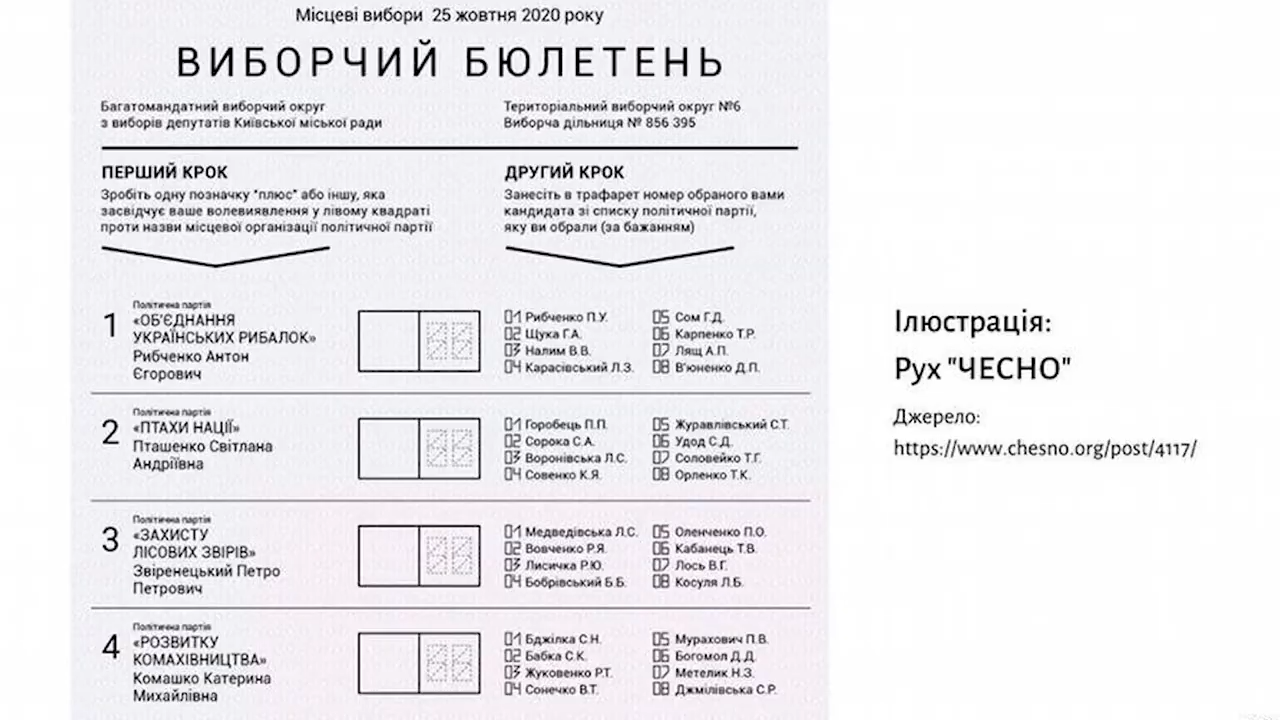 Місцеві вибори 25 жовтня 2020 року
ВИБОРЧИЙ БЮЛЕТЕНЬ
Багатомандатний виборчий округ
з виборів депутатів Київської міської ради
Територіальний виборчий округ №6
Виборча дільниця № 856 395
ПЕРШИЙ КРОК
Зробіть одну позначку "плюс" або іншу, яка
засвідчує ваше волевиявлення у лівому квадраті
проти назви місцевої організації політичної партії
ДРУГИЙ КРОК
Занесіть в трафарет номер обраного вами
кандидата зі списку політичної партії,
яку ви обрали (за бажанням)
1
Політична партія
«ОБ'ЄДНАННЯ
УКРАЇНСЬКИХ РИБАЛОК»
Рибченко Антон
Єгорович
01 Рибченко П.У.
02 Щука Г.А.
03 Налим В.В.
04 Карасівський Л.З.
05 Сом Г.Д.
06 Карпенко Т.Р.
07 Лящ А.П.
08 В'юненко Д.П.
2
Політична партія
«ПТАХИ НАЦІЇ»
Пташенко Світлана
Андріївна
01 Горобець П.П.
02 Сорока С.А.
03 Воронівська Л.С.
04 Совенко К.Я.
05 Журавлівський С.Т.
06 Удод С.Д.
07 Соловейко Т.Г.
08 Орленко Т.К.
3
Політична партія
«ЗАХИСТУ
ЛІСОВИХ ЗВІРІВ»
Звіренецький Петро
Петрович
01 Медведівська Л.С.
02 Вовченко Р.Я.
03 Лисичка Р.Ю.
04 Бобрівський Б.Б.
05 Оленченко П.О.
06 Кабанець Т.В.
07 Лось В.Г.
08 Косуля Л.Б.
4
Політична партія
«РОЗВИТКУ
КОМАХІВНИЦТВА»
Комашко Катерина
Михайлівна
01 Бджілка С.Н.
02 Бабка С.К.
03 Жуковенко Р.Т.
04 Сонечко В.Т.
05 Мурахович П.В.
06 Богомол Д.Д.
07 Метелик Н.З.
08 Джмілівська С.Р.
Ілюстрація:
Рух "ЧЕСНО"
Джерело:
https://www.chesno.org/post/4117/